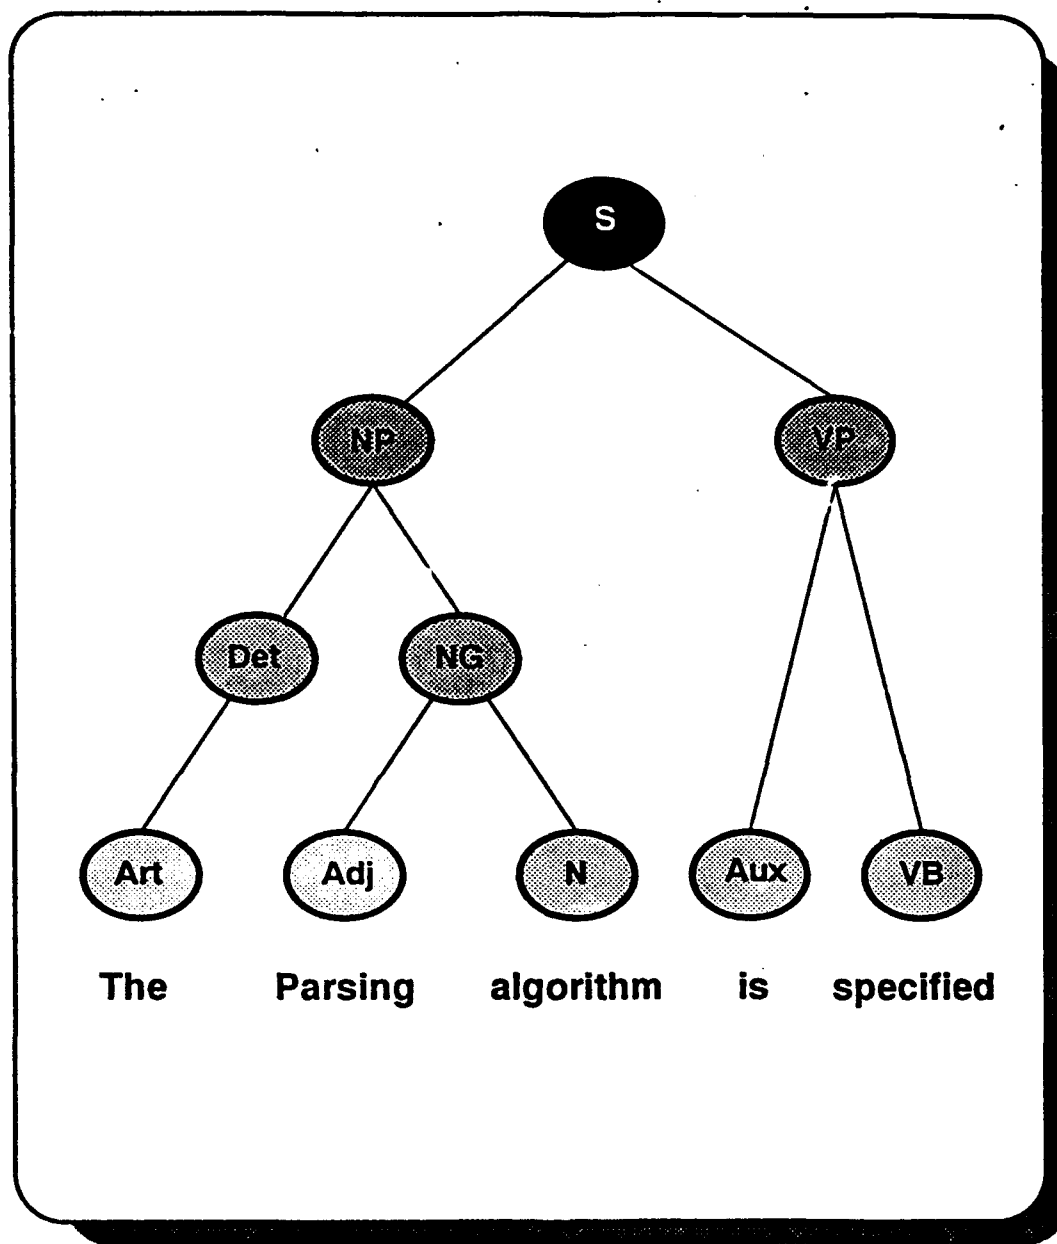 S
NP VP
Det NG
Art Adj N Aux VB
The Parsing algorithm is specified